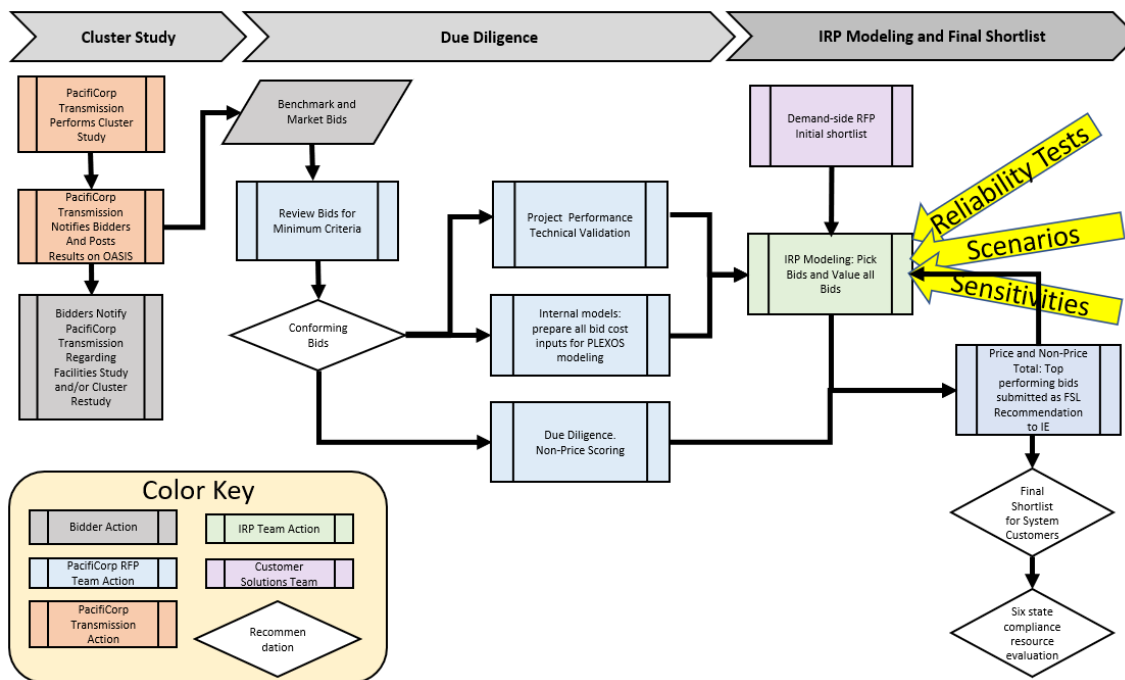 Cluster Study
Due Diligence
IRP Modeling and Final Shortlist
PacifiCorp
Transmission
Performs Cluster
Study
PacifiCorp
Transmission
Notifies Bidders
And Posts
Results on OASIS
Bidders Notify
PacifiCorp
Transmission
Regarding
Facilities Study
and/or Cluster
Restudy
Benchmark and
Market Bids
Review Bids for
Minimum Criteria
Conforming
Bids
Project Performance
Technical Validation
Internal models:
prepare all bid cost
inputs for PLEXOS
modeling
Due Diligence.
Non-Price Scoring
Demand-side RFP
Initial shortlist
IRP Modeling: Pick
Bids and Value all
Bids
Reliability Tests
Scenarios
Sensitivities
Price and Non-Price
Total: Top
performing bids
submitted as FSL
Recommendation
to IE
Final
Shortlist
for System
Customers
Six state
compliance
resource
evaluation
Color Key
Bidder Action
IRP Team Action
PacifiCorp RFP
Team Action
Customer
Solutions Team
PacifiCorp
Transmission
Action
Recommen
dation